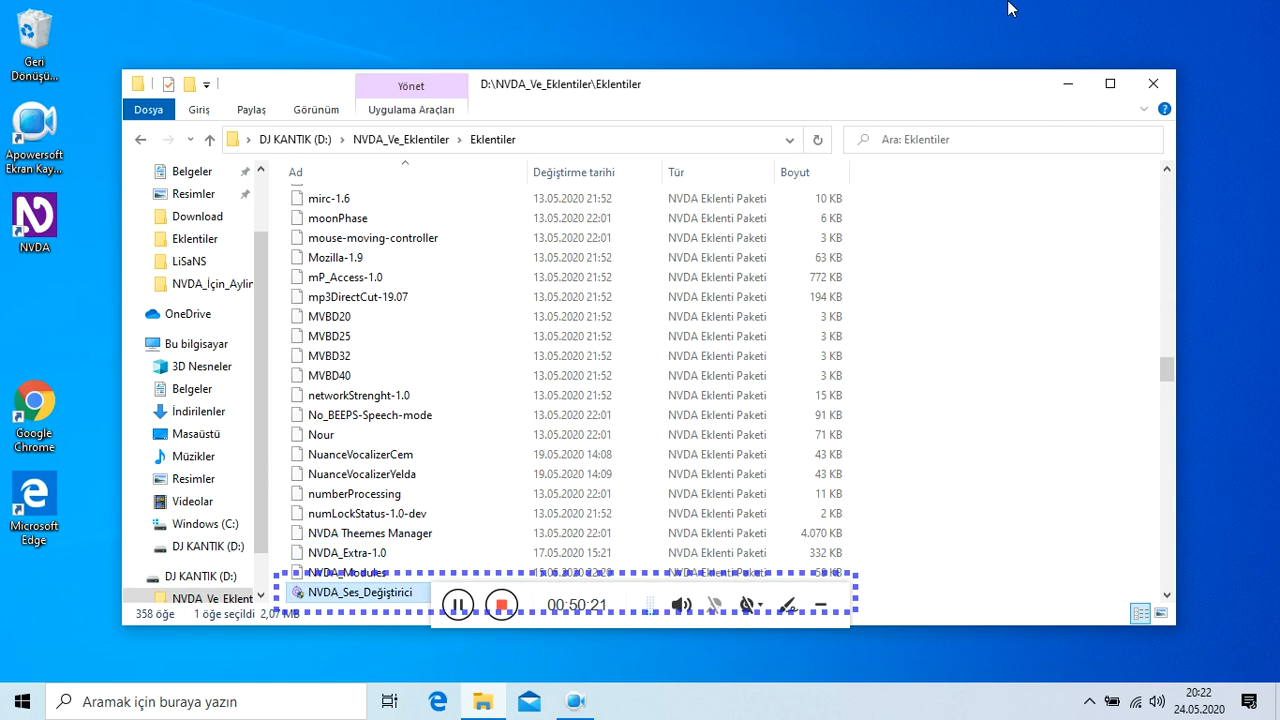 Geri
Dönüşü...
Apowersoft
Ekran Kay...
NVDA
Google
Chrome
Microsoft
Edge
Yönet
D:\NVDA_Ve_Eklentiler\Eklentiler
Dosya
Giriş
Paylaş
Görünüm
Uygulama Araçları
DJ KANTIK (D:) > NVDA_Ve_Eklentiler > Eklentiler
Ara: Eklentiler
Belgeler
Resimler
Download
Eklentiler
LiSaNS
NVDA_İçin_Aylin
OneDrive
Bu bilgisayar
3D Nesneler
Belgeler
İndirilenler
Masaüstü
Müzikler
Resimler
Videolar
Windows (C:)
DJ KANTIK (D:)
DJ KANTIK (D:)
NVDA_Ve_Eklent
Ad Değiştirme tarihi Tür Boyut
mirc-1.6 13.05.2020 21:52 NVDA Eklenti Paketi 10 KB
moonPhase 13.05.2020 22:01 NVDA Eklenti Paketi 6 KB
mouse-moving-controller 13.05.2020 22:01 NVDA Eklenti Paketi 3 KB
Mozilla-1.9 13.05.2020 21:52 NVDA Eklenti Paketi 63 KB
mP_Access-1.0 13.05.2020 21:52 NVDA Eklenti Paketi 772 KB
mp3DirectCut-19.07 13.05.2020 21:52 NVDA Eklenti Paketi 194 KB
MVBD20 13.05.2020 21:52 NVDA Eklenti Paketi 3 KB
MVBD25 13.05.2020 21:52 NVDA Eklenti Paketi 3 KB
MVBD32 13.05.2020 21:52 NVDA Eklenti Paketi 3 KB
MVBD40 13.05.2020 21:52 NVDA Eklenti Paketi 3 KB
networkStrenght-1.0 13.05.2020 21:52 NVDA Eklenti Paketi 15 KB
No_BEEPS-Speech-mode 13.05.2020 22:01 NVDA Eklenti Paketi 91 KB
Nour 13.05.2020 22:01 NVDA Eklenti Paketi 71 KB
NuanceVocalizerCem 19.05.2020 14:08 NVDA Eklenti Paketi 43 KB
NuanceVocalizerYelda 19.05.2020 14:09 NVDA Eklenti Paketi 43 KB
numberProcessing 13.05.2020 22:01 NVDA Eklenti Paketi 11 KB
numLockStatus-1.0-dev 13.05.2020 21:52 NVDA Eklenti Paketi 2 KB
NVDA Theemes Manager 13.05.2020 22:01 NVDA Eklenti Paketi 4.070 KB
NVDA_Extra-1.0 17.05.2020 15:21 NVDA Eklenti Paketi 332 KB
NVDA_Modules NVDA Eklenti Paketi
NVDA_Ses_Değiştirici
00:50:21
358 öğe 1 öğe seçildi 2,07 MB
Aramak için buraya yazın
20:22
24.05.2020